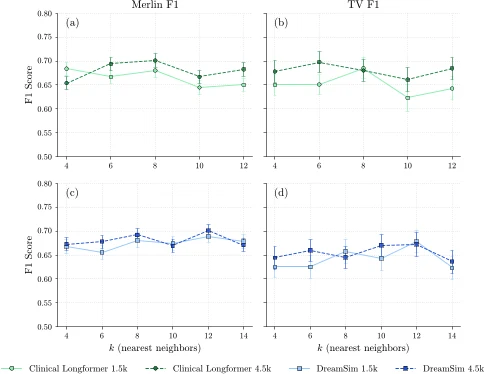 Merlin F1
TV F1
(a)
(b)
F1 Score
0.80
0.75
0.70
0.65
0.60
0.55
0.50
4 6 8 10 12
4 6 8 10 12
(c)
(d)
F1 Score
0.80
0.75
0.70
0.65
0.60
0.55
0.50
4 6 8 10 12 14
4 6 8 10 12 14
k (nearest neighbors)
k (nearest neighbors)
Clinical Longformer 1.5k
Clinical Longformer 4.5k
DreamSim 1.5k
DreamSim 4.5k